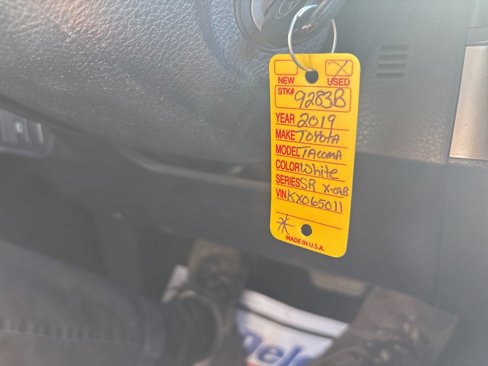 NEW USED
STK# 9283B
YEAR 2019
MAKE TOYOTA
MODEL TACOMA
COLOR White
SERIES SR X-CAB
VIN KX065011
MADE IN U.S.A.
gelo